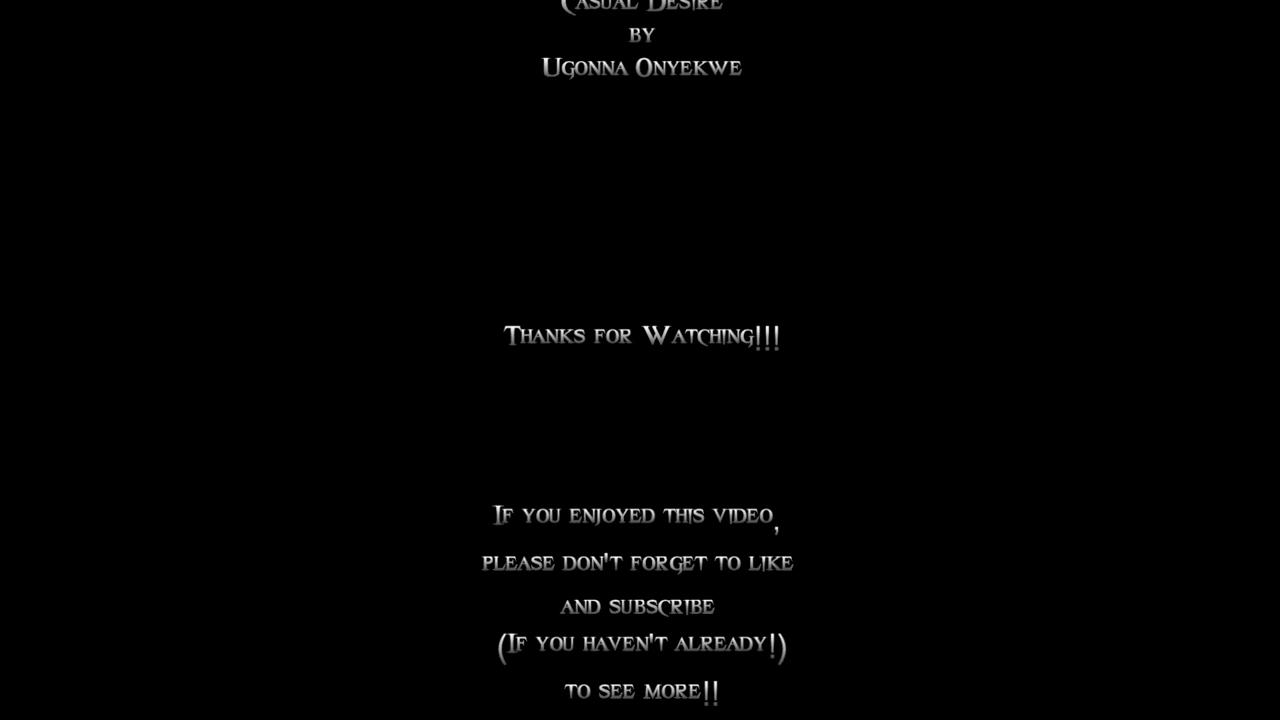 Casual Desire
by
Ugonna Onyekwe
Thanks for Watching!!!
If you enjoyed this video,
please don't forget to like
and subscribe
(If you haven't already!)
to see more!!